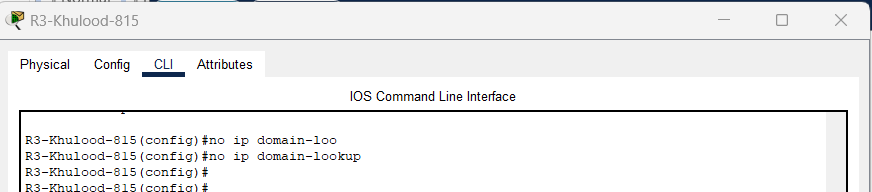 R3-Khulood-815
Physical Config CLI Attributes
IOS Command Line Interface
R3-Khulood-815(config)#no ip domain-loo
R3-Khulood-815(config)#no ip domain-lookup
R3-Khulood-815(config)#
R3-Khulood-815(config)#